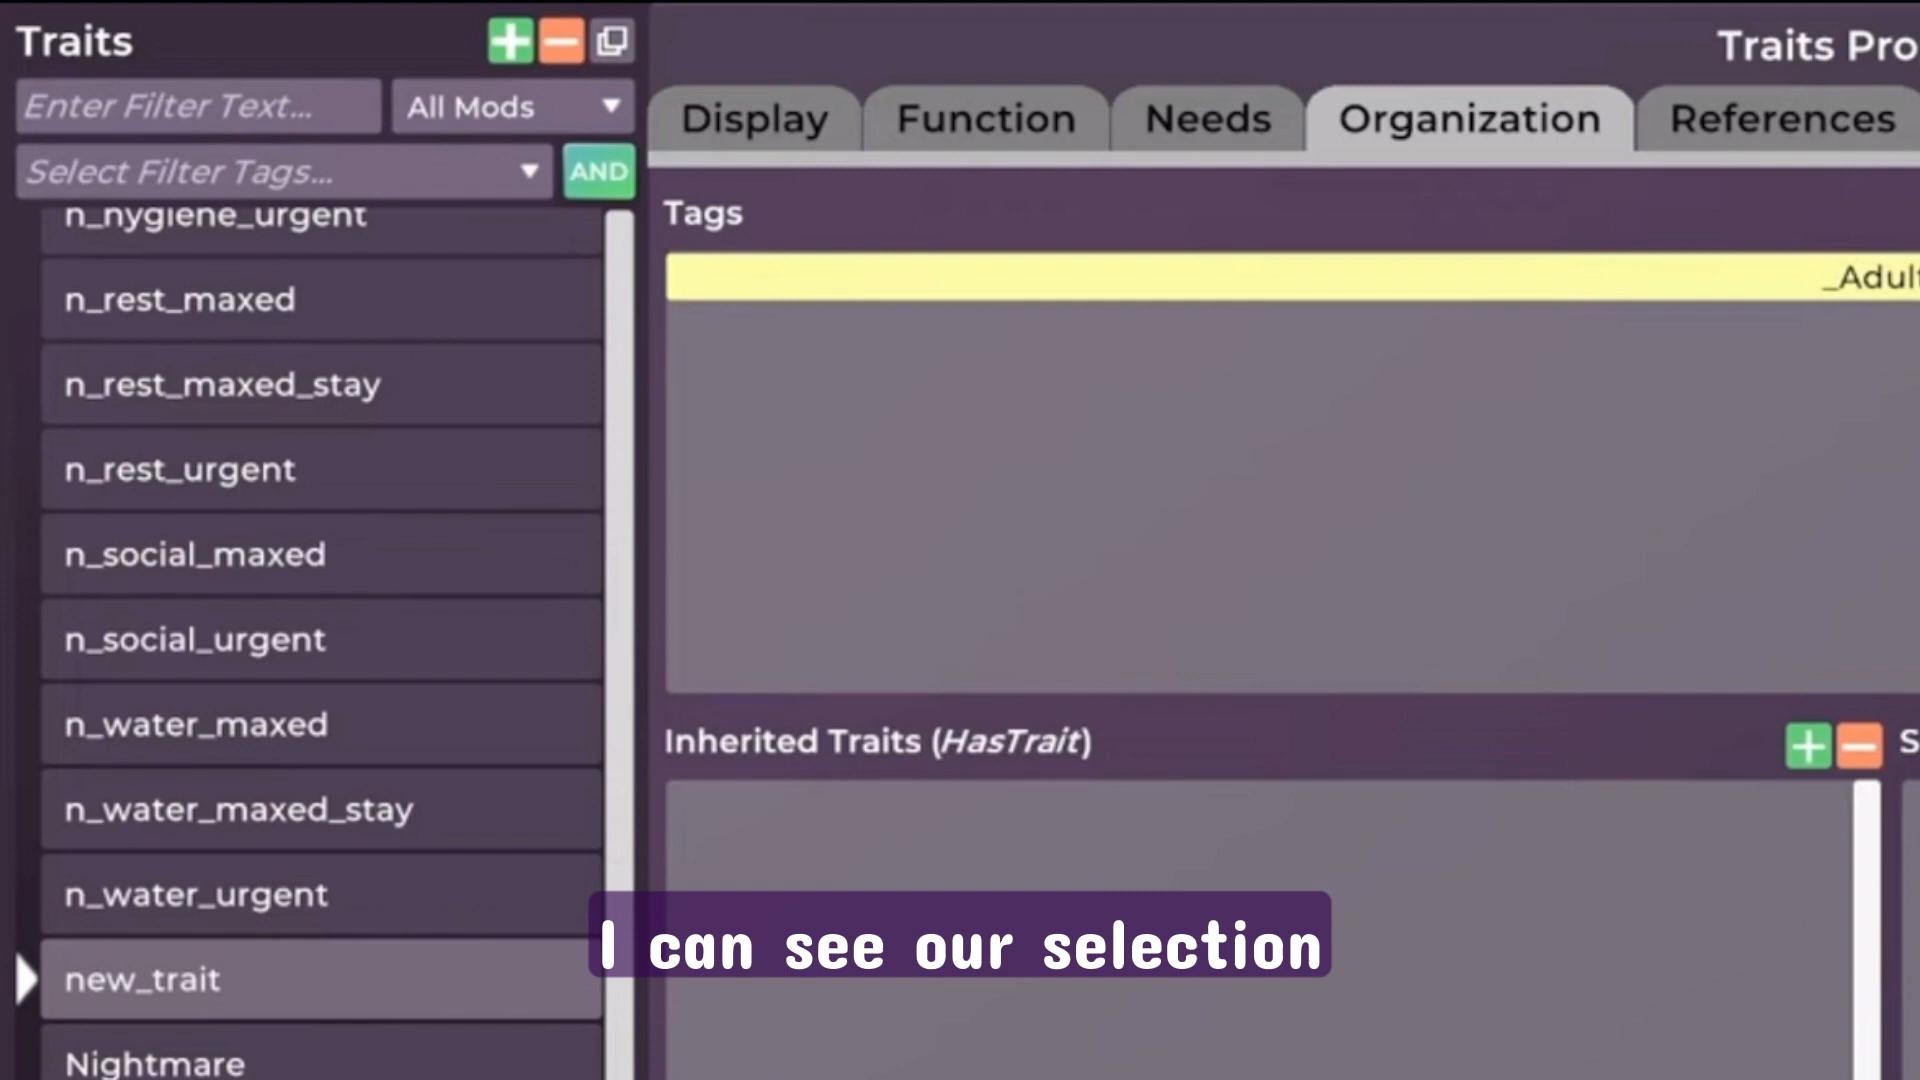 Traits
Enter Filter Text...
All Mods
Select Filter Tags...
AND
n_hygiene_urgent
n_rest_maxed
n_rest_maxed_stay
n_rest_urgent
n_social_maxed
n_social_urgent
n_water_maxed
n_water_maxed_stay
n_water_urgent
new_trait
Nightmare
Traits Pro
Display
Function
Needs
Organization
References
Tags
_Adult
Inherited Traits (HasTrait)
S
I can see our selection